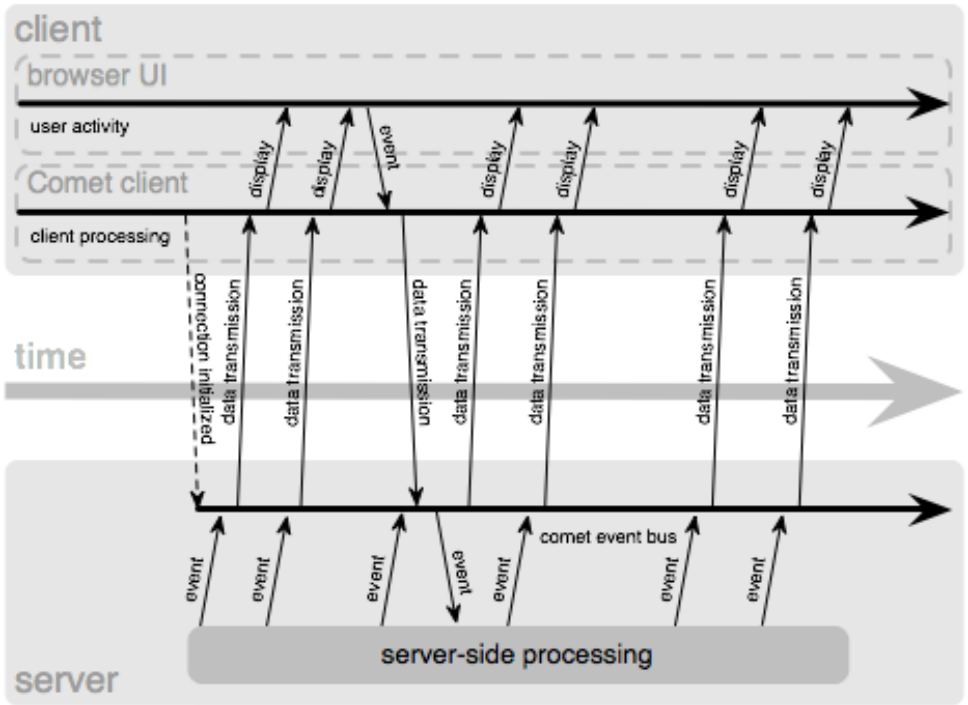 client
browser UI
user activity
display
display
event
display
display
display
display
Comet client
client processing
connection initialized
data transmission
data transmission
data transmission
data transmission
data transmission
data transmission
data transmission
time
comet event bus
event
event
event
event
event
event
event
server-side processing
server